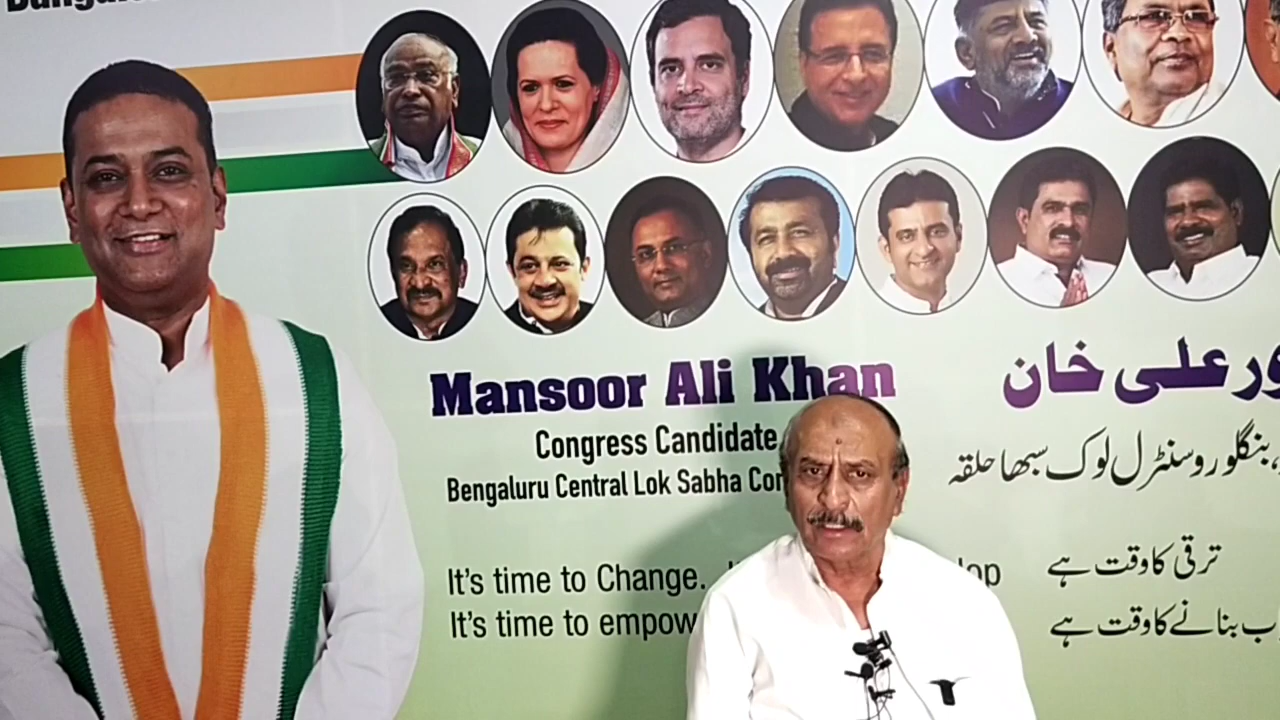 Mansoor Ali Khan
ور علی خان
Congress Candidate,
Bengaluru Central Lok Sabha
بنگلورو سنٹرل لوک سبھا حلقہ
It's time to Change.
ترقی کا وقت ہے
It's time to
بنانے کا وقت ہے